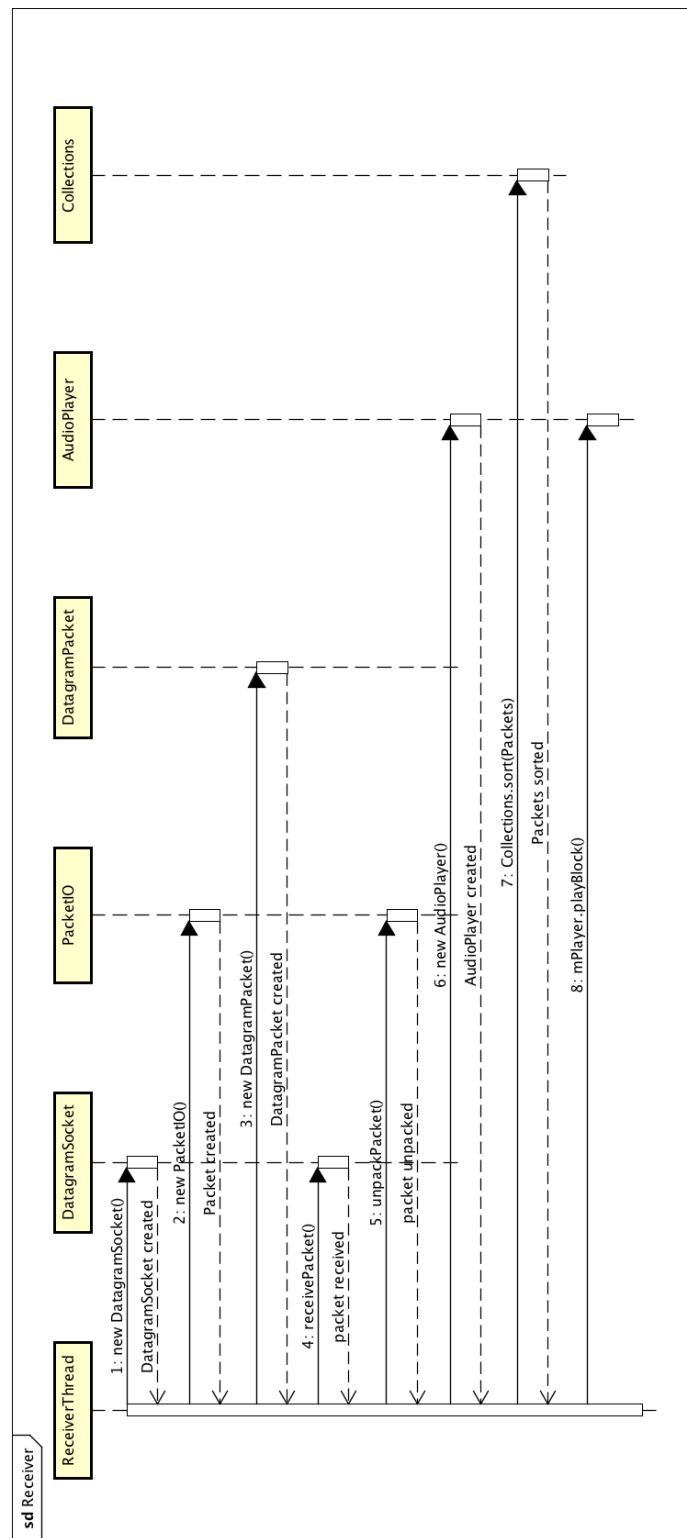 sd Receiver
ReceiverThread
DatagramSocket
PacketIO
DatagramPacket
AudioPlayer
Collections
1: new DatagramSocket()
DatagramSocket created
2: new PacketIO()
Packet created
3: new DatagramPacket()
DatagramPacket created
4: receivePacket()
packet received
5: unpackPacket()
packet unpacked
6: new AudioPlayer()
AudioPlayer created
7: Collections.sort(Packets)
Packets sorted
8: mPlayer.playBlock()